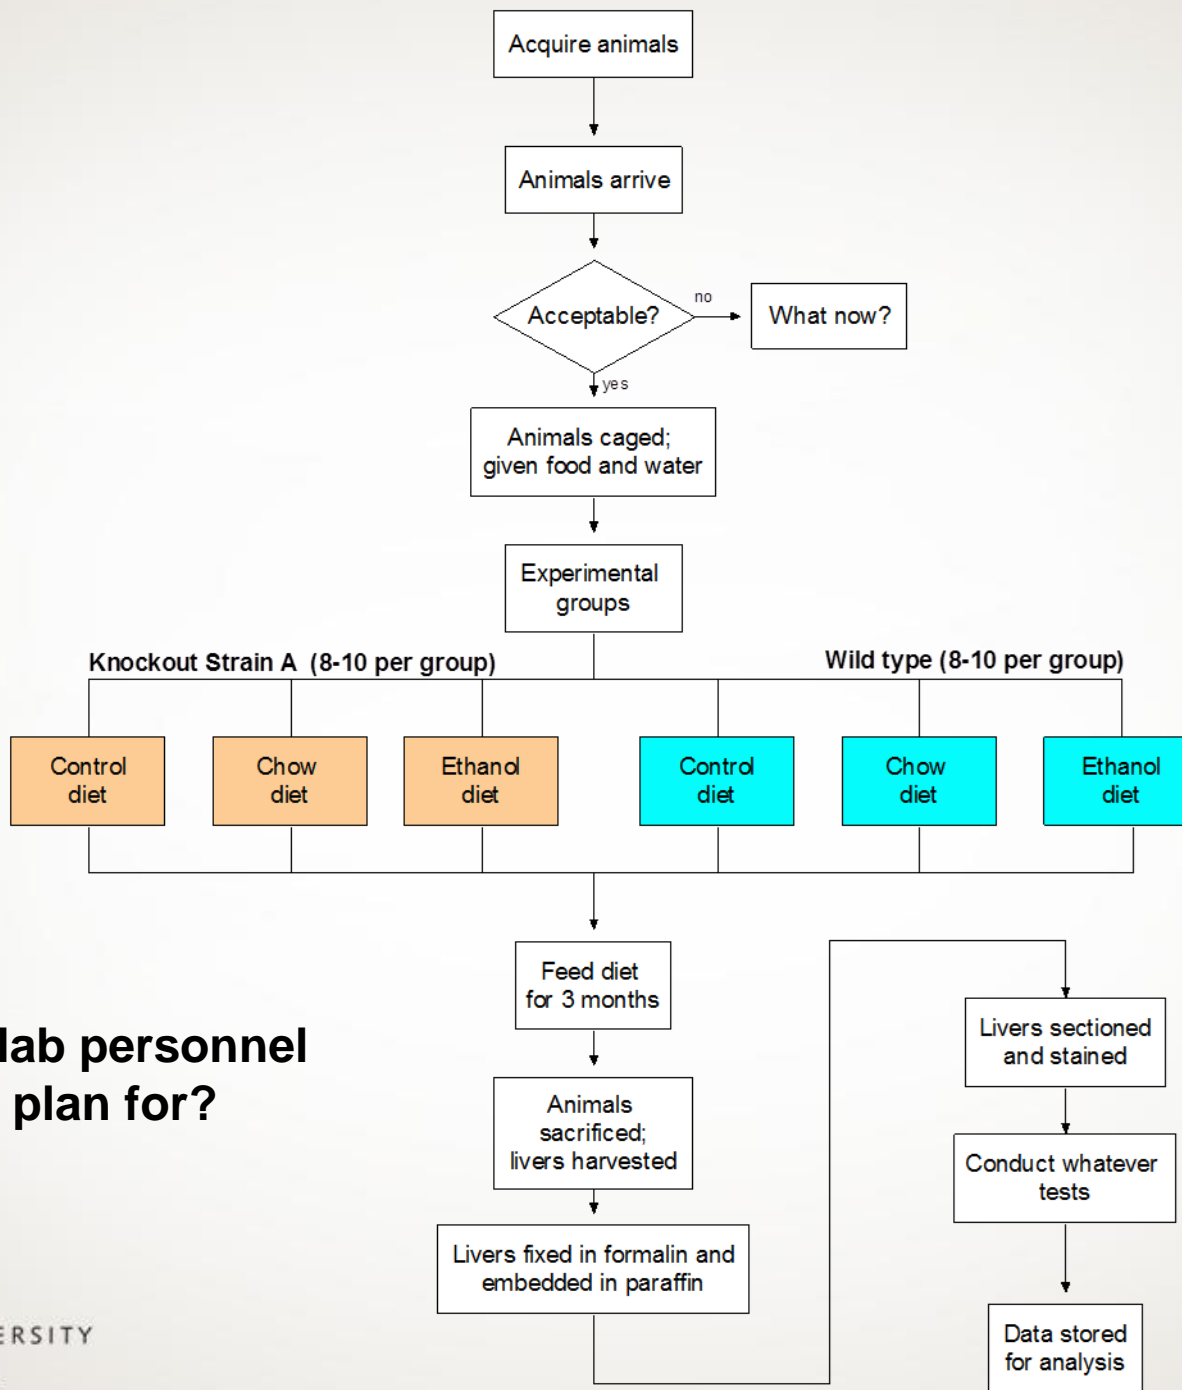 Acquire animals
Animals arrive
Acceptable?
no
What now?
yes
Animals caged;
given food and water
Experimental
groups
Knockout Strain A (8-10 per group)
Wild type (8-10 per group)
Control
diet
Chow
diet
Ethanol
diet
Control
diet
Chow
diet
Ethanol
diet
Feed diet
for 3 months
Animals
sacrificed;
livers harvested
Livers fixed in formalin and
embedded in paraffin
Livers sectioned
and stained
Conduct whatever
tests
Data stored
for analysis
lab personnel
plan for?
ERSITY